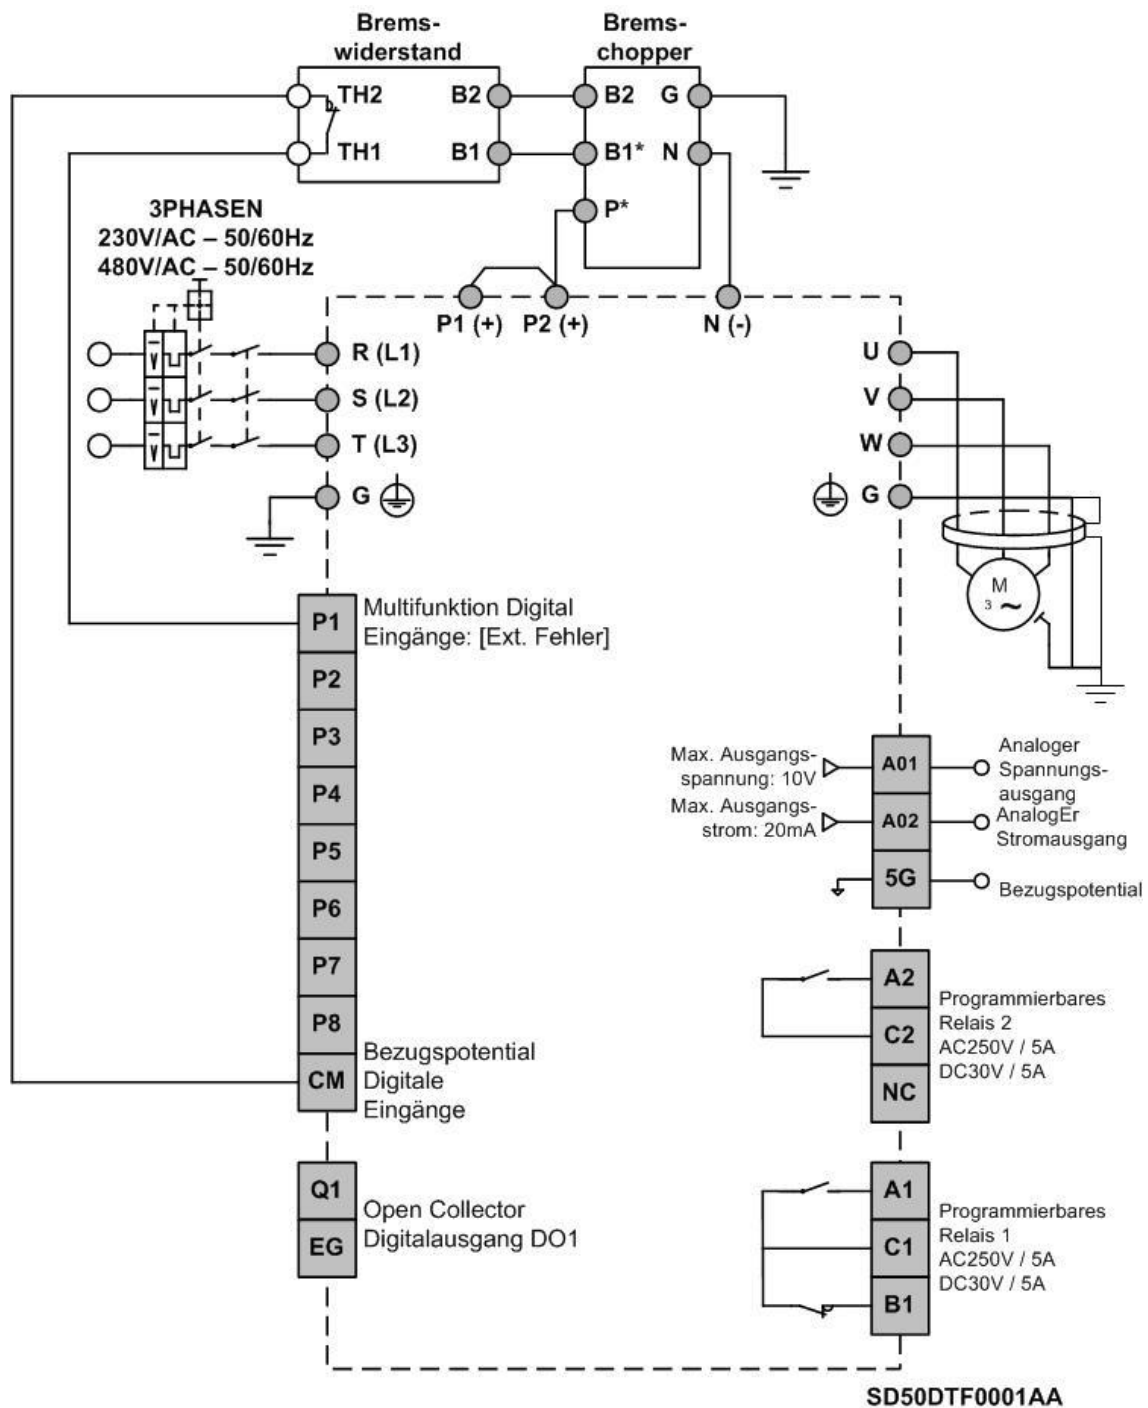 Brems-
widerstand
Brems-
chopper
TH2
B2
B2
G
TH1
B1
B1*
N
P*
3PHASEN
230V/AC – 50/60Hz
480V/AC – 50/60Hz
P1 (+)
P2 (+)
N (-)
R (L1)
S (L2)
T (L3)
G
U
V
W
G
M
3 ~
P1
Multifunktion Digital
Eingänge: [Ext. Fehler]
P2
P3
P4
P5
P6
P7
P8
CM
Bezugspotential
Digitale
Eingänge
Q1
EG
Open Collector
Digitalausgang DO1
Max. Ausgangs-
spannung: 10V
A01
Analoger
Spannungs-
ausgang
Max. Ausgangs-
strom: 20mA
A02
AnalogEr
Stromausgang
5G
Bezugspotential
A2
C2
NC
Programmierbares
Relais 2
AC250V / 5A
DC30V / 5A
A1
C1
B1
Programmierbares
Relais 1
AC250V / 5A
DC30V / 5A
SD50DTF0001AA